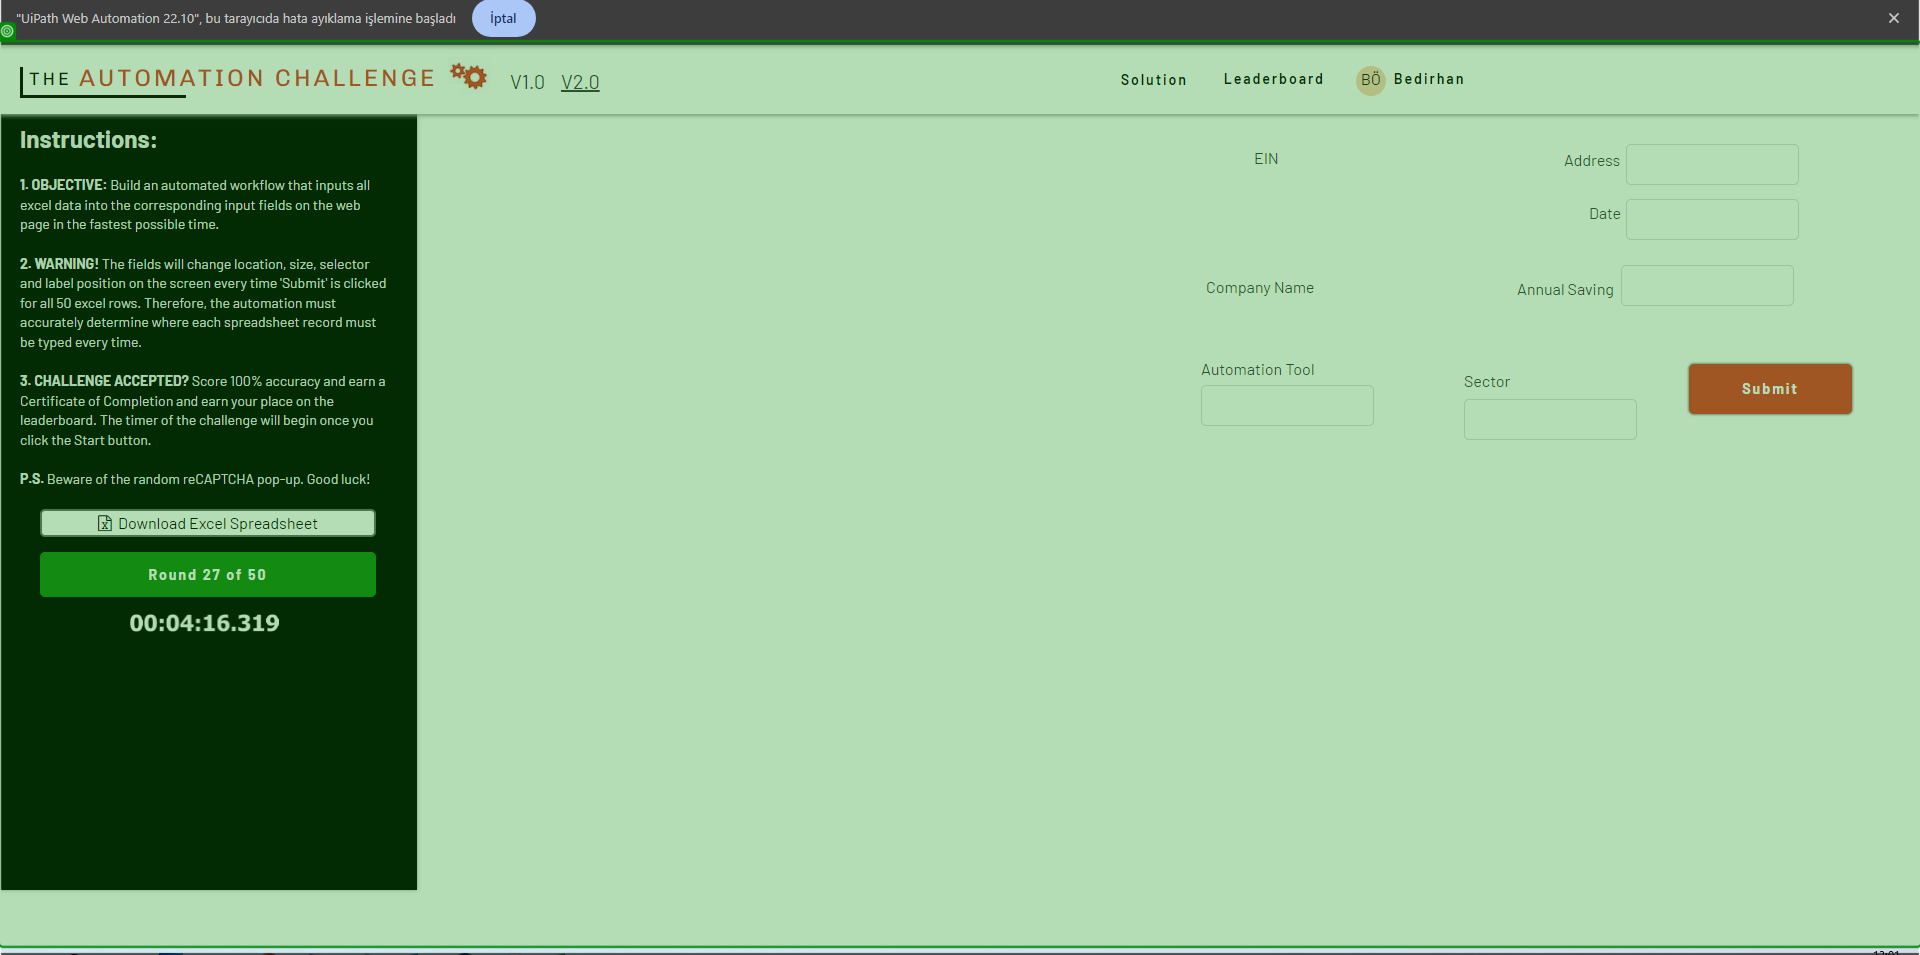 "UiPath Web Automation 22.10", bu tarayıcıda hata ayıklama işlemine başladı
İptal
THE AUTOMATION CHALLENGE
V1.0
V2.0
Solution
Leaderboard
BÖ
Bedirhan
Instructions:
1. OBJECTIVE: Build an automated workflow that inputs all
excel data into the corresponding input fields on the web
page in the fastest possible time.
2. WARNING! The fields will change location, size, selector
and label position on the screen every time 'Submit' is clicked
for all 50 excel rows. Therefore, the automation must
accurately determine where each spreadsheet record must
be typed every time.
3. CHALLENGE ACCEPTED? Score 100% accuracy and earn a
Certificate of Completion and earn your place on the
leaderboard. The timer of the challenge will begin once you
click the Start button.
P.S. Beware of the random reCAPTCHA pop-up. Good luck!
Download Excel Spreadsheet
Round 27 of 50
00:04:16.319
EIN
Address
Date
Company Name
Annual Saving
Automation Tool
Sector
Submit